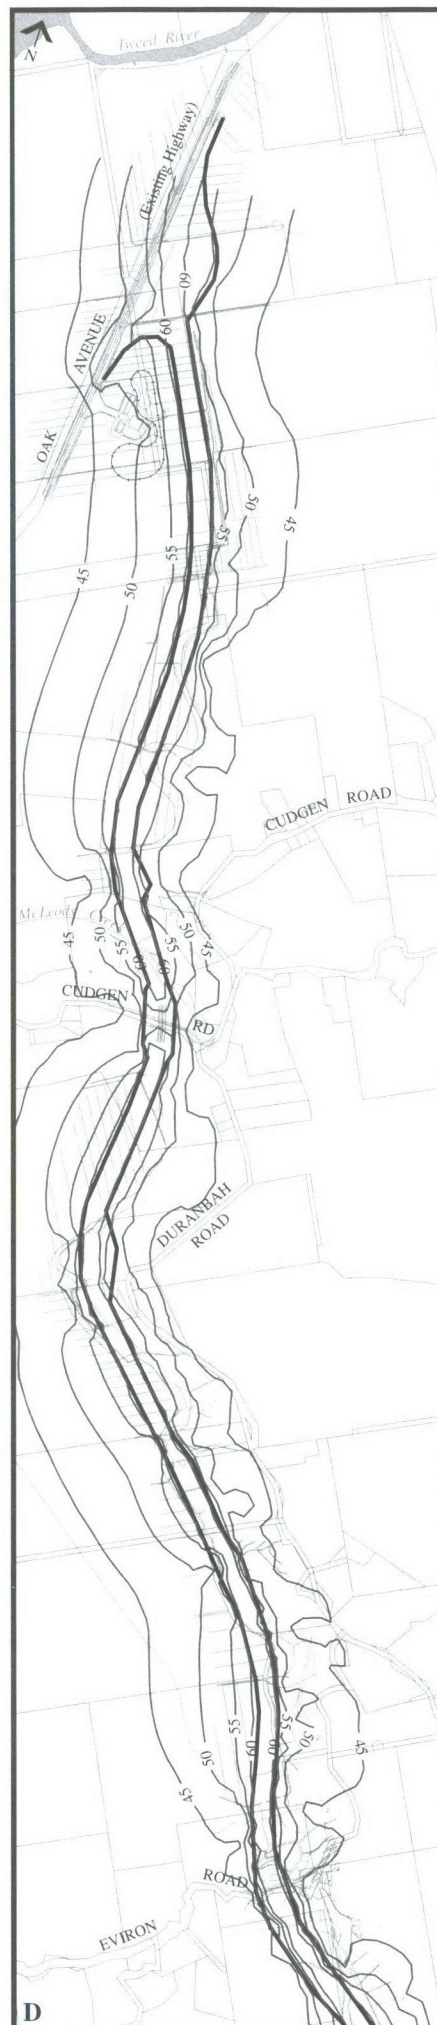 N
Tweed River
(Existing Highway)
60
60
OAK AVENUE
45
50
55
55
50
45
CUDGEN ROAD
McLeods Creek
45
50
55
60
60
55
50
45
CUDGEN RD
DURANBAH
ROAD
45
50
55
60
60
55
50
45
EVIRON ROAD
D